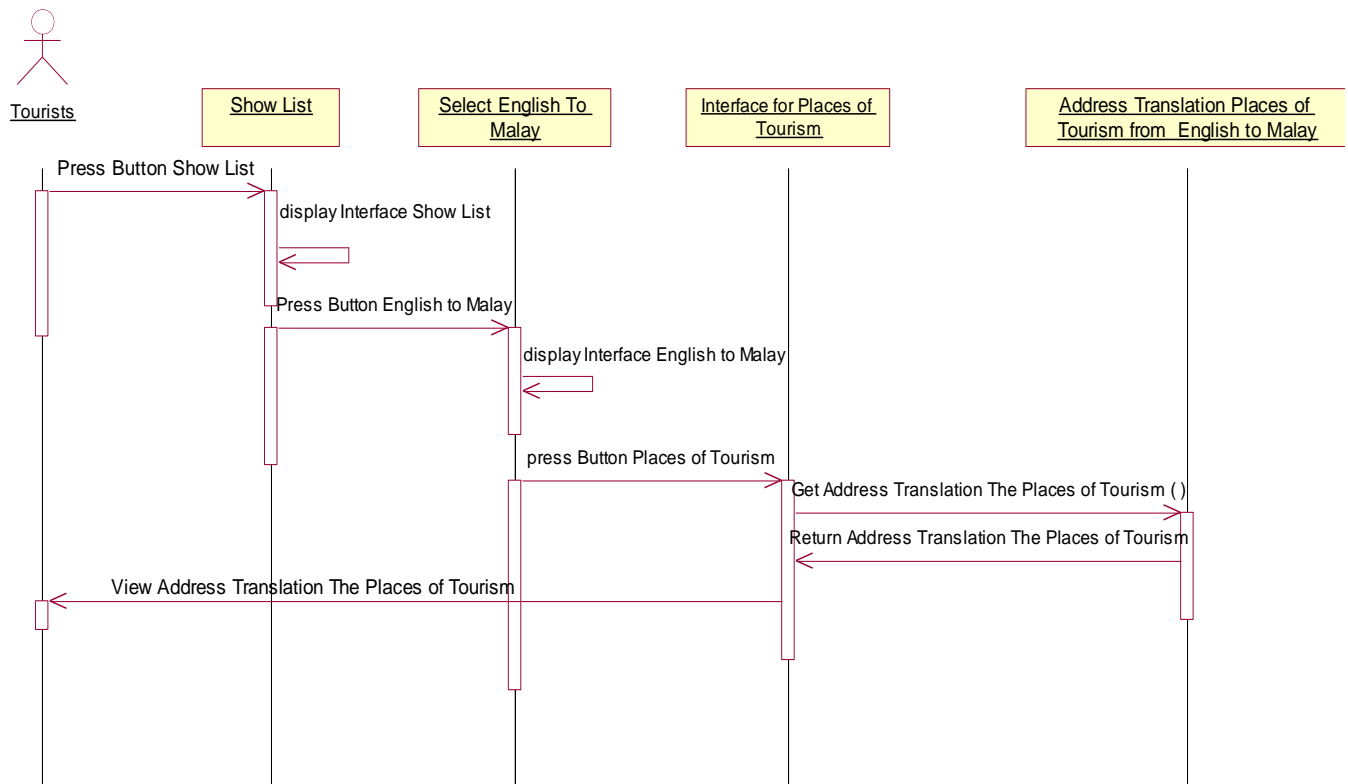 Tourists
Show List
Select English To
Malay
Interface for Places of
Tourism
Address Translation Places of
Tourism from English to Malay
Press Button Show List
display Interface Show List
Press Button English to Malay
display Interface English to Malay
press Button Places of Tourism
Get Address Translation The Places of Tourism ( )
Return Address Translation The Places of Tourism
View Address Translation The Places of Tourism